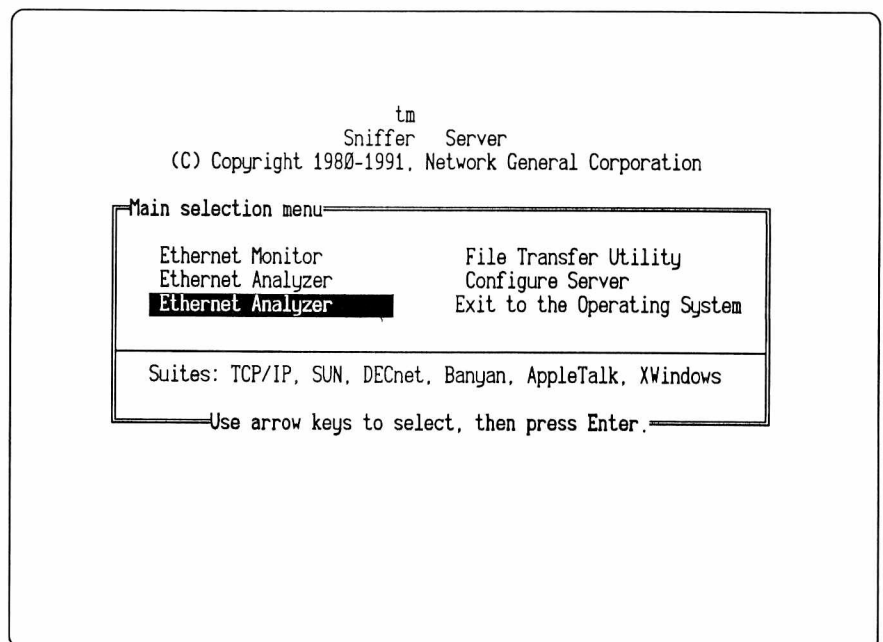 tm
Sniffer Server
(C) Copyright 1980-1991, Network General Corporation
Main selection menu
Ethernet Monitor File Transfer Utility
Ethernet Analyzer Configure Server
Ethernet Analyzer Exit to the Operating System
Suites: TCP/IP, SUN, DECnet, Banyan, AppleTalk, XWindows
Use arrow keys to select, then press Enter.